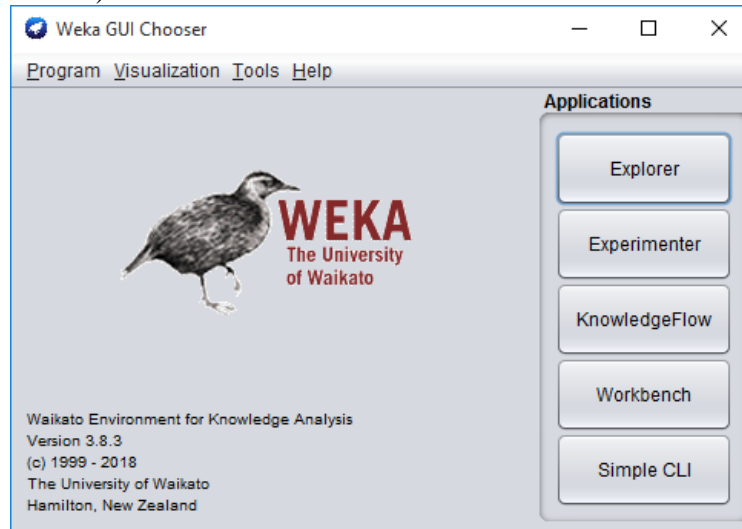 Weka GUI Chooser
Program Visualization Tools Help
Applications
Explorer
Experimenter
KnowledgeFlow
Workbench
Simple CLI
WEKA
The University
of Waikato
Waikato Environment for Knowledge Analysis
Version 3.8.3
(c) 1999 - 2018
The University of Waikato
Hamilton, New Zealand